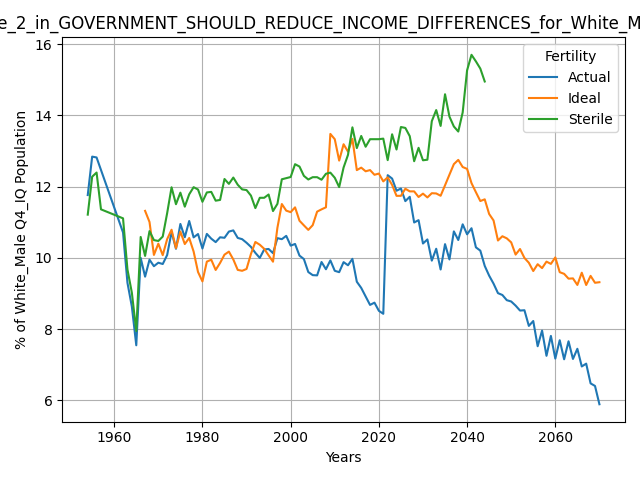 e_2_in_GOVERNMENT_SHOULD_REDUCE_INCOME_DIFFERENCES_for_White_M
16
14
12
10
8
6
% of White_Male Q4_IQ Population
Fertility
Actual
Ideal
Sterile
1960
1980
2000
2020
2040
2060
Years